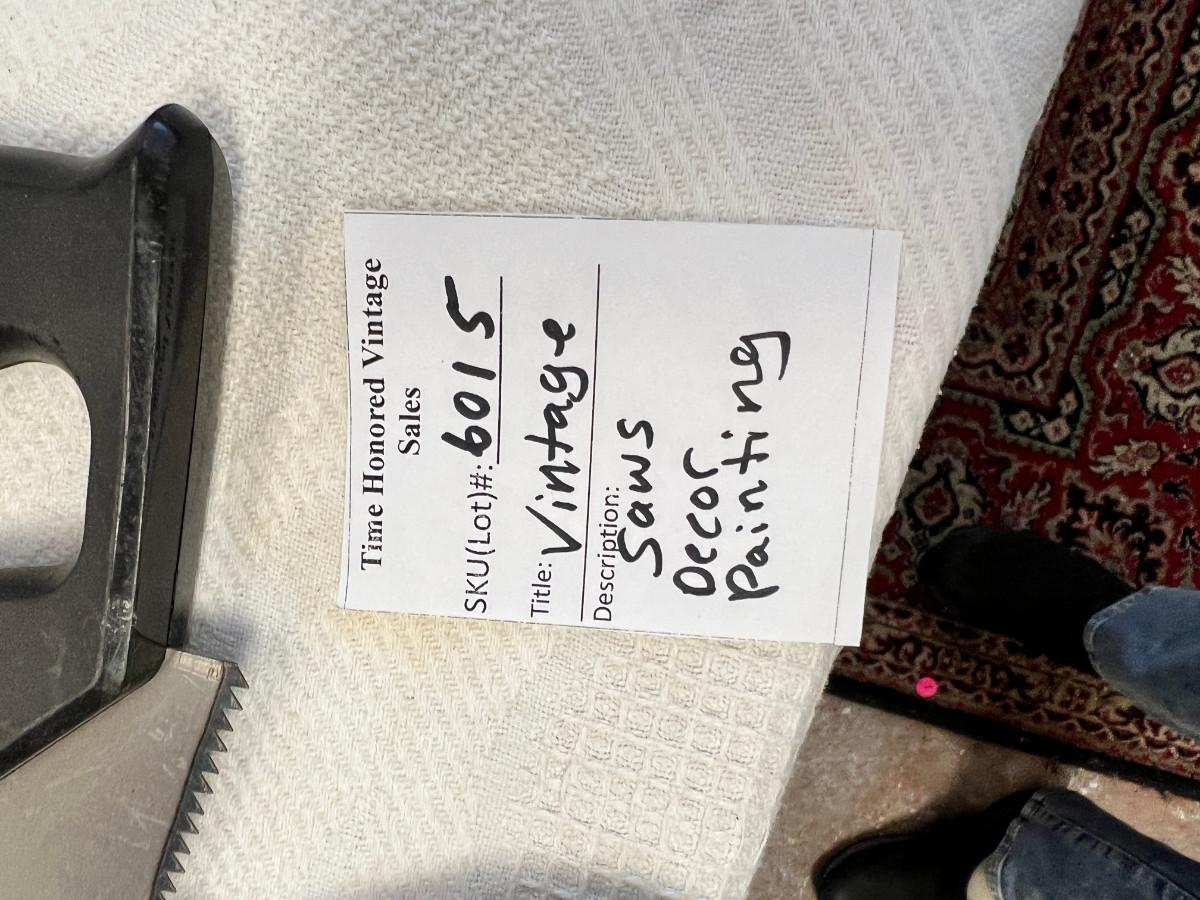 Time Honored Vintage
Sales
SKU(Lot)#: 6015
Title: Vintage
Description:
Saws
Decor
Painting